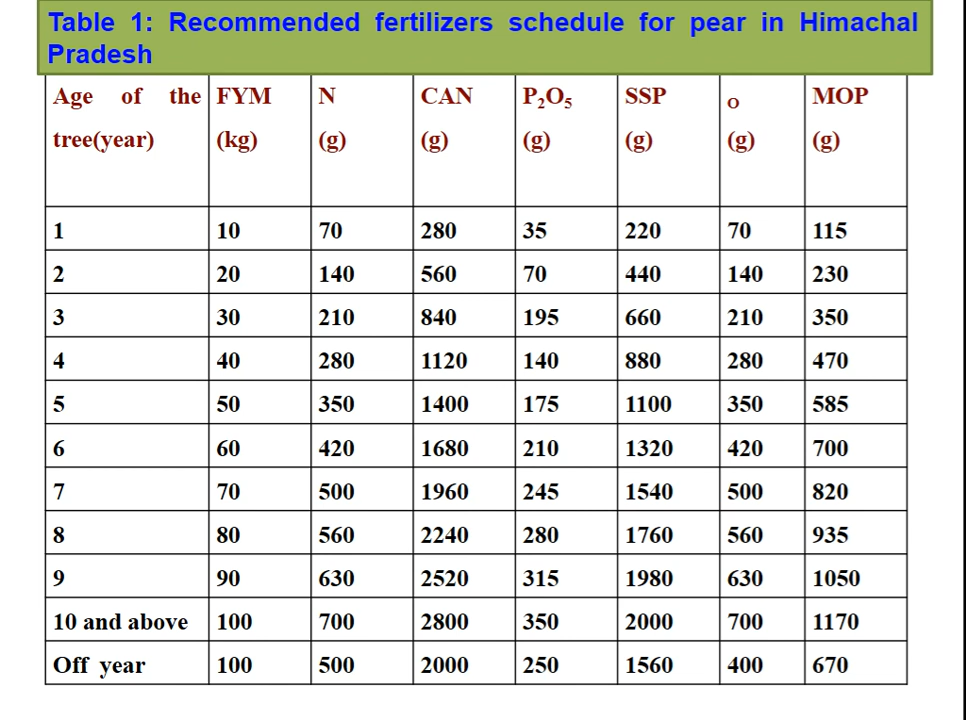 Table 1: Recommended fertilizers schedule for pear in Himachal
Pradesh
Age of the tree(year) FYM (kg) N (g) CAN (g) P₂O₅ (g) SSP (g) O (g) MOP (g)
1 10 70 280 35 220 70 115
2 20 140 560 70 440 140 230
3 30 210 840 195 660 210 350
4 40 280 1120 140 880 280 470
5 50 350 1400 175 1100 350 585
6 60 420 1680 210 1320 420 700
7 70 500 1960 245 1540 500 820
8 80 560 2240 280 1760 560 935
9 90 630 2520 315 1980 630 1050
10 and above 100 700 2800 350 2000 700 1170
Off year 100 500 2000 250 1560 400 670